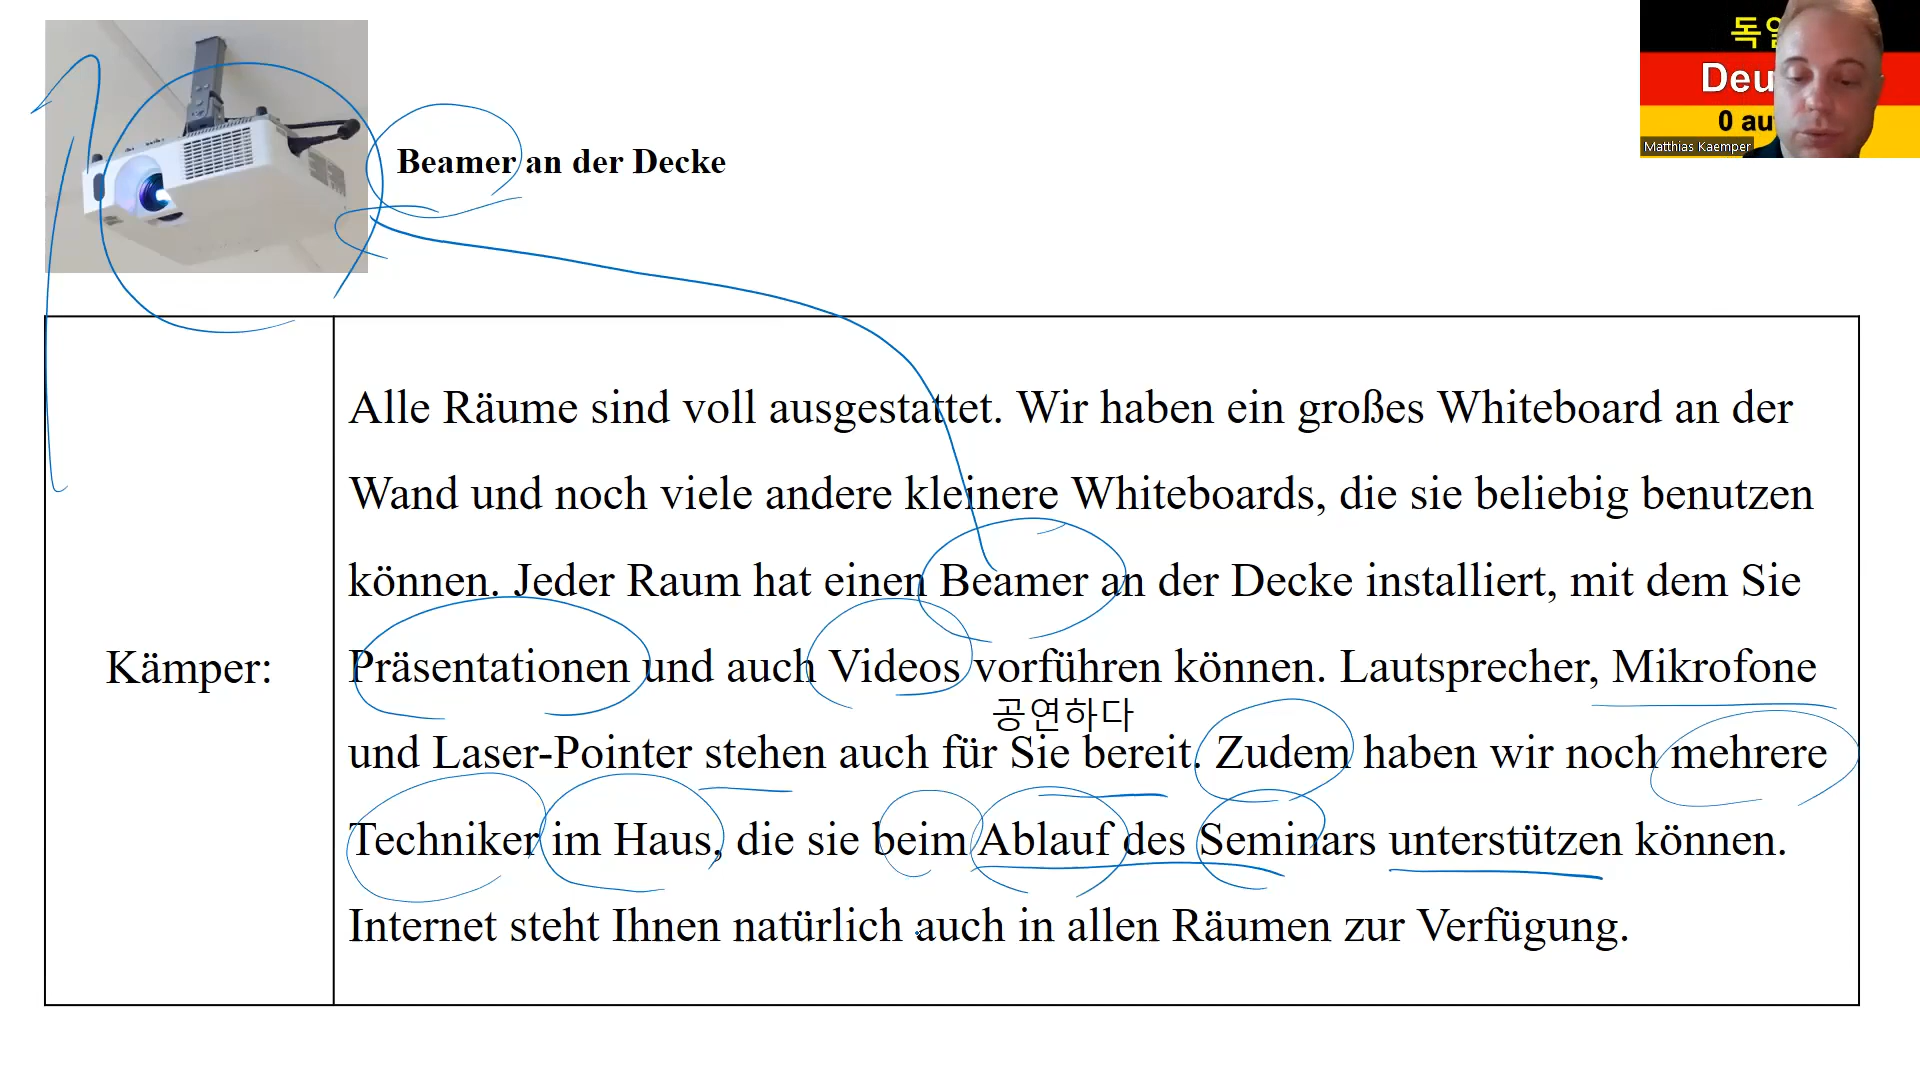 독일
Deu
0 au
Matthias Kaemper
Beamer an der Decke
Alle Räume sind voll ausgestattet. Wir haben ein großes Whiteboard an der
Wand und noch viele andere kleinere Whiteboards, die sie beliebig benutzen
können. Jeder Raum hat einen Beamer an der Decke installiert, mit dem Sie
Kämper:
Präsentationen und auch Videos vorführen können. Lautsprecher, Mikrofone
공연하다
und Laser-Pointer stehen auch für Sie bereit. Zudem haben wir noch mehrere
Techniker im Haus, die sie beim Ablauf des Seminars unterstützen können.
Internet steht Ihnen natürlich auch in allen Räumen zur Verfügung.